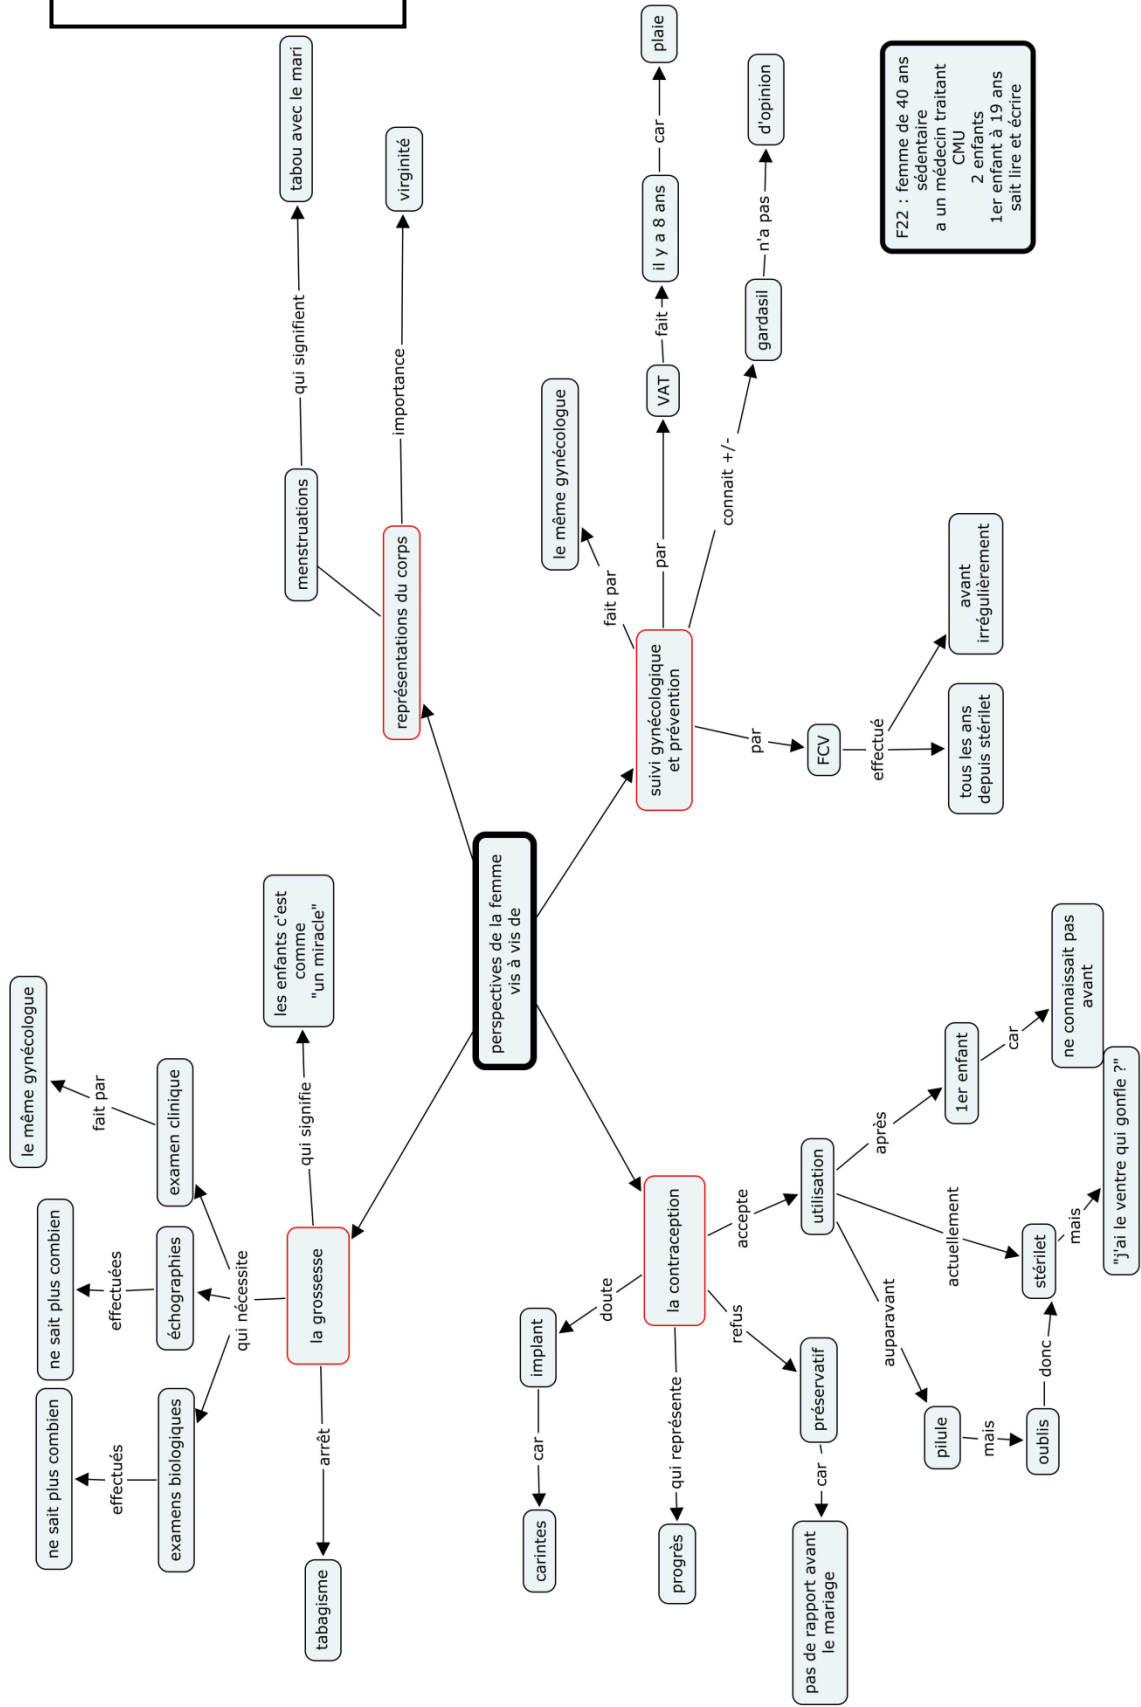 le même gynécologue
fait par
examen clinique
ne sait plus combien
effectuées
échographies
ne sait plus combien
effectués
examens biologiques
qui nécessite
la grossesse
qui signifie
les enfants c'est
comme
"un miracle"
arrêt
tabagisme
tabou avec le mari
qui signifient
menstruations
virginité
importance
représentations du corps
perspectives de la femme
vis à vis de
la contraception
doute
implant
car
carintes
qui représente
progrès
refus
préservatif
car
pas de rapport avant
le mariage
accepte
utilisation
auparavant
pilule
mais
oublis
donc
actuellement
stérilet
mais
"j'ai le ventre qui gonfle ?"
après
1er enfant
car
ne connaissait pas
avant
suivi gynécologique
et prévention
fait par
le même gynécologue
par
VAT
fait
il y a 8 ans
car
plaie
connait +/-
gardasil
n'a pas
d'opinion
par
FCV
effectué
tous les ans
depuis stérilet
avant
irrégulièrement
F22 : femme de 40 ans
sédentaire
a un médecin traitant
CMU
2 enfants
1er enfant à 19 ans
sait lire et écrire